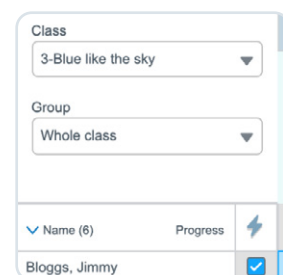 Class
3-Blue like the sky
Group
Whole class
Name (6) Progress
Bloggs, Jimmy